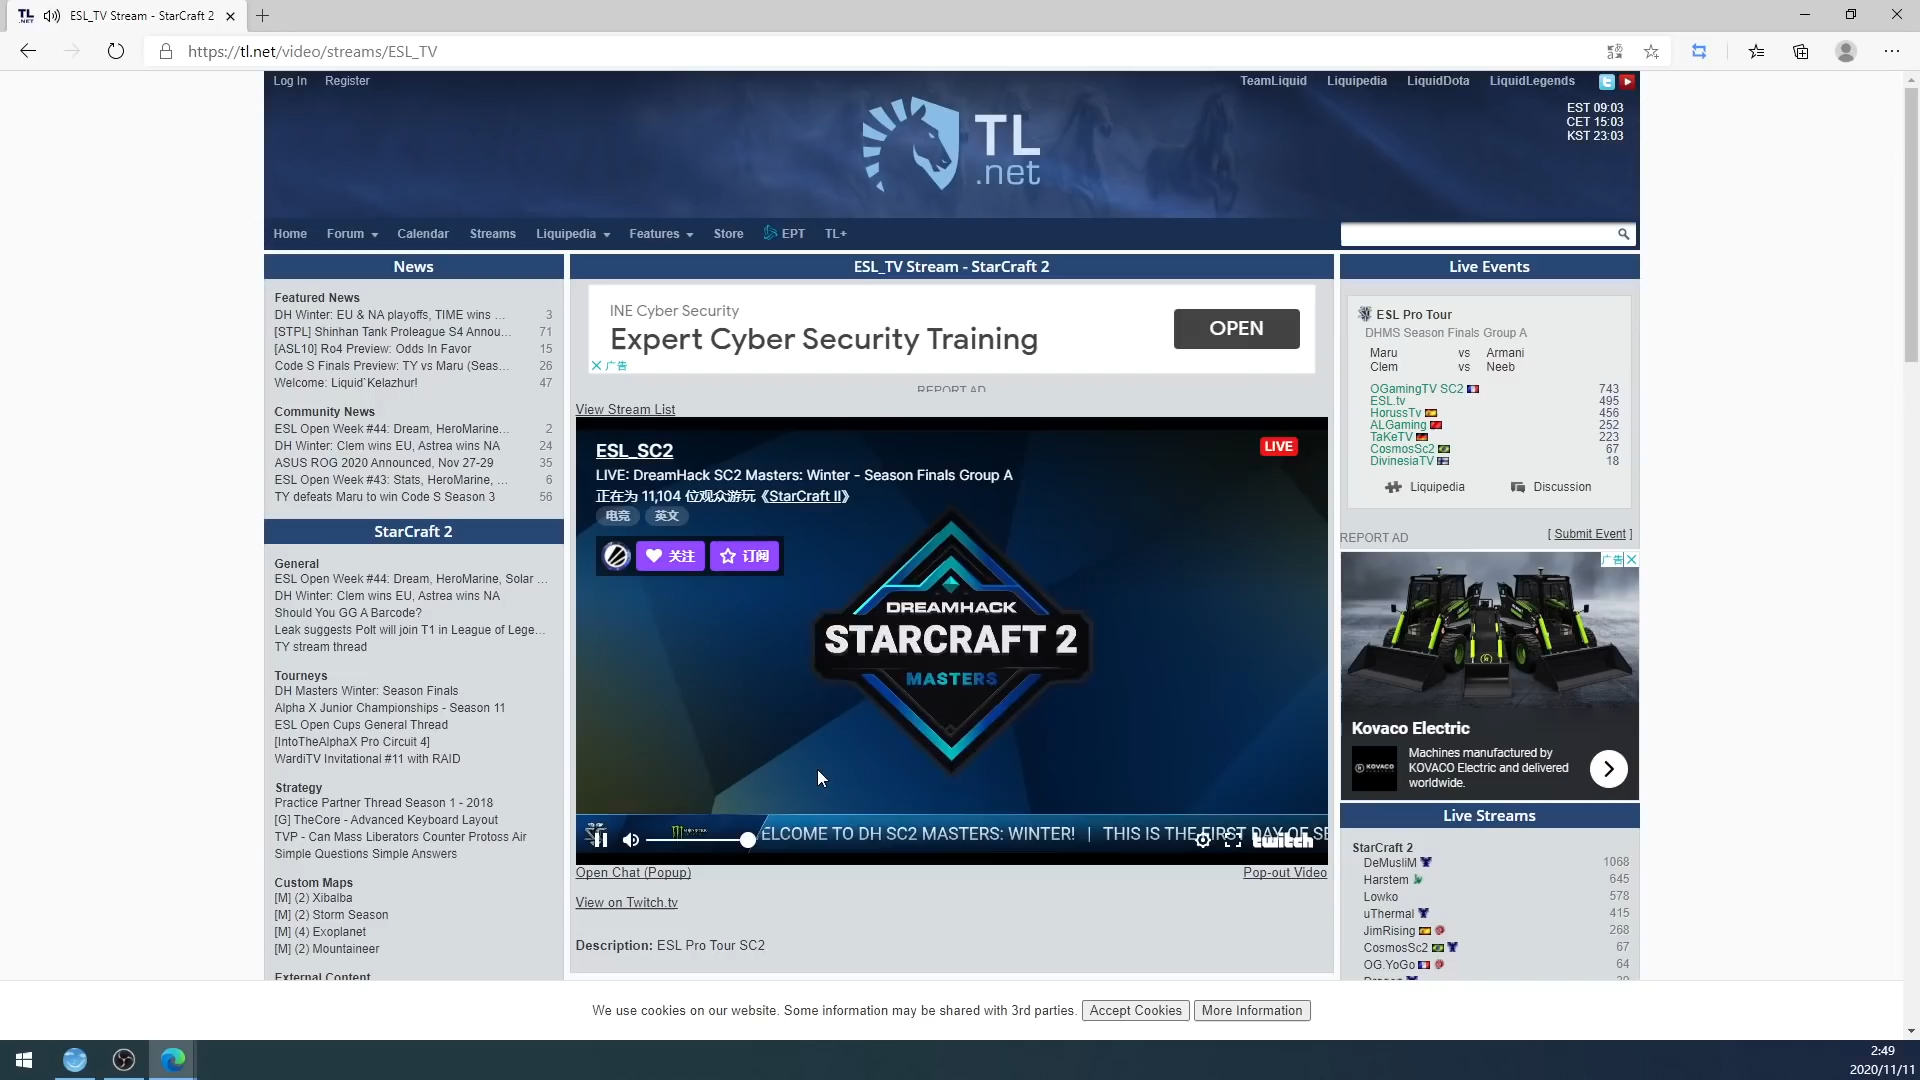 TL
.NET
ESL_TV Stream - StarCraft 2
https://tl.net/video/streams/ESL_TV
Log In
Register
TeamLiquid
Liquipedia
LiquidDota
LiquidLegends
EST 09:03
CET 15:03
KST 23:03
TL
.net
Home
Forum
Calendar
Streams
Liquipedia
Features
Store
EPT
TL+
News
Featured News
DH Winter: EU & NA playoffs, TIME wins ... 3
[STPL] Shinhan Tank Proleague S4 Annou... 71
[ASL10] Ro4 Preview: Odds In Favor 15
Code S Finals Preview: TY vs Maru (Seas... 26
Welcome: Liquid`Kelazhur! 47
Community News
ESL Open Week #44: Dream, HeroMarine... 2
DH Winter: Clem wins EU, Astrea wins NA 24
ASUS ROG 2020 Announced, Nov 27-29 35
ESL Open Week #43: Stats, HeroMarine, ... 6
TY defeats Maru to win Code S Season 3 56
StarCraft 2
General
ESL Open Week #44: Dream, HeroMarine, Solar ...
DH Winter: Clem wins EU, Astrea wins NA
Should You GG A Barcode?
Leak suggests Polt will join T1 in League of Lege...
TY stream thread
Tourneys
DH Masters Winter: Season Finals
Alpha X Junior Championships - Season 11
ESL Open Cups General Thread
[IntoTheAlphaX Pro Circuit 4]
WardiTV Invitational #11 with RAID
Strategy
Practice Partner Thread Season 1 - 2018
[G] TheCore - Advanced Keyboard Layout
TVP - Can Mass Liberators Counter Protoss Air
Simple Questions Simple Answers
Custom Maps
[M] (2) Xibalba
[M] (2) Storm Season
[M] (4) Exoplanet
[M] (2) Mountaineer
External Content
ESL_TV Stream - StarCraft 2
INE Cyber Security
Expert Cyber Security Training
OPEN
广告
REPORT AD
View Stream List
ESL_SC2
LIVE
LIVE: DreamHack SC2 Masters: Winter - Season Finals Group A
正在为 11,104 位观众游玩《StarCraft II》
电竞 英文
关注 订阅
DREAMHACK
STARCRAFT 2
MASTERS
MONSTER
ELCOME TO DH SC2 MASTERS: WINTER! | THIS IS THE FIRST DAY OF SE
twitch
Open Chat (Popup)
Pop-out Video
View on Twitch.tv
Description: ESL Pro Tour SC2
Live Events
ESL Pro Tour
DHMS Season Finals Group A
Maru vs Armani
Clem vs Neeb
OGamingTV SC2 743
ESL.tv 495
HorussTv 456
ALGaming 252
TaKeTV 223
CosmosSc2 67
DivinesiaTV 18
Liquipedia
Discussion
REPORT AD
[ Submit Event ]
广告
Kovaco Electric
KOVACO
Machines manufactured by
KOVACO Electric and delivered
worldwide.
Live Streams
StarCraft 2
DeMusliM 1068
Harstem 645
Lowko 578
uThermal 415
JimRising 268
CosmosSc2 67
OG.YoGo 64
We use cookies on our website. Some information may be shared with 3rd parties.
Accept Cookies
More Information
2:49
2020/11/11